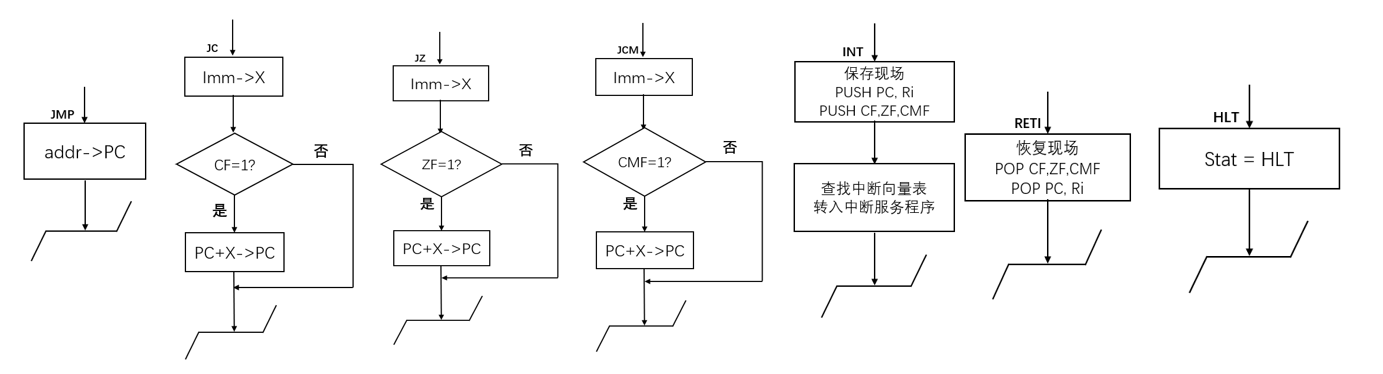 JMP
addr->PC
JC
Imm->X
CF=1?
否
是
PC+X->PC
JZ
Imm->X
ZF=1?
否
是
PC+X->PC
JCM
Imm->X
CMF=1?
否
是
PC+X->PC
INT
保存现场
PUSH PC, Ri
PUSH CF,ZF,CMF
查找中断向量表
转入中断服务程序
RETI
恢复现场
POP CF,ZF,CMF
POP PC, Ri
HLT
Stat = HLT